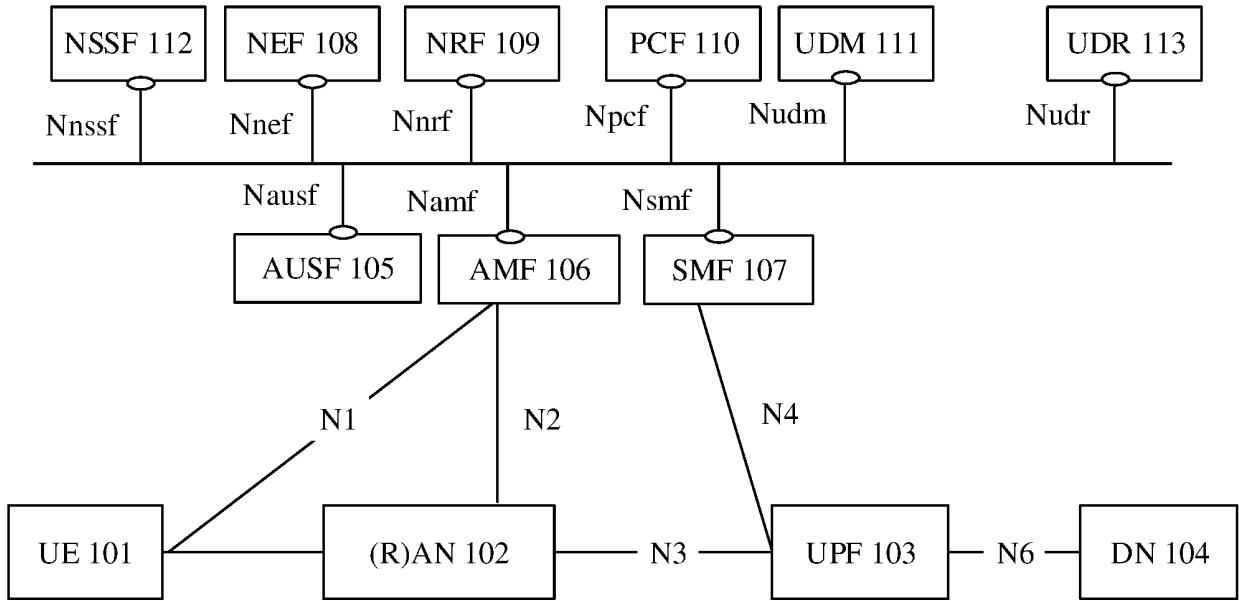 NSSF 112
NEF 108
NRF 109
PCF 110
UDM 111
UDR 113
Nnssf
Nnef
Nnrf
Npcf
Nudm
Nudr
Nausf
Namf
Nsmf
AUSF 105
AMF 106
SMF 107
N1
N2
N4
UE 101
(R)AN 102
N3
UPF 103
N6
DN 104